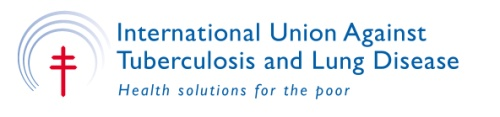 International Union Against
Tuberculosis and Lung Disease
Health solutions for the poor